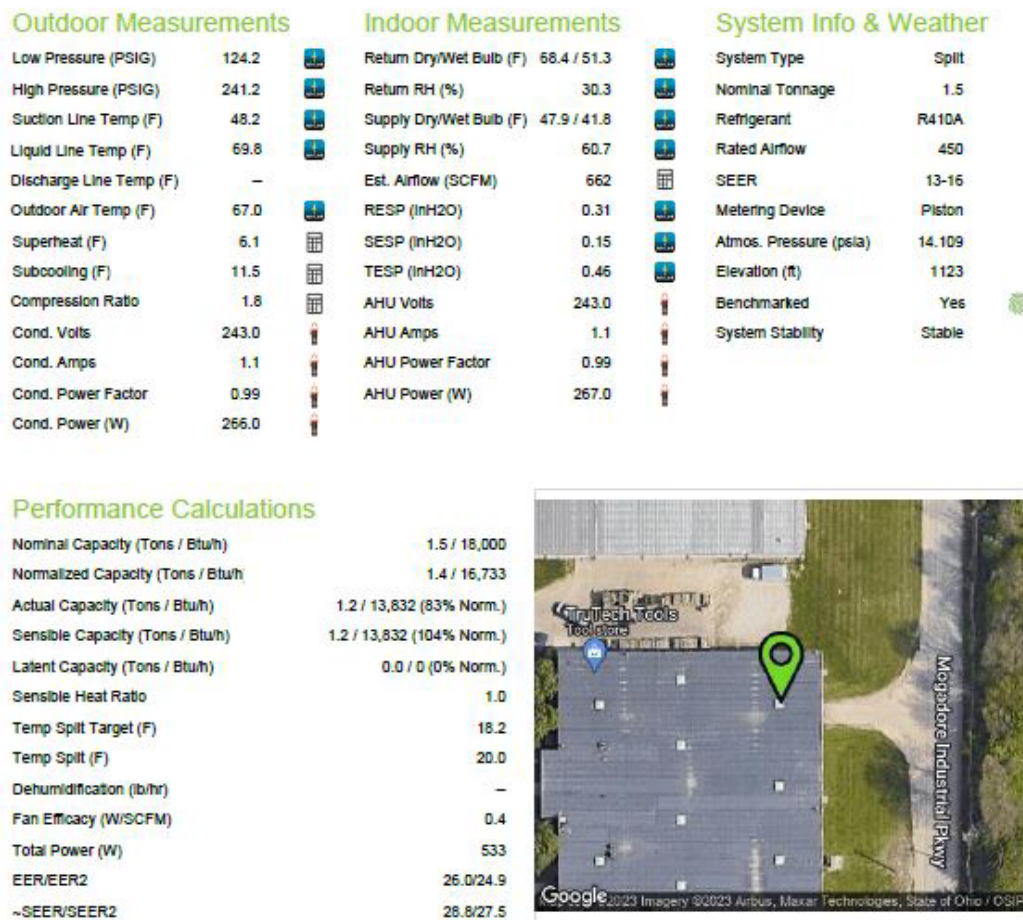 Outdoor Measurements
Low Pressure (PSIG) 124.2
High Pressure (PSIG) 241.2
Suction Line Temp (F) 48.2
Liquid Line Temp (F) 69.8
Discharge Line Temp (F) –
Outdoor Air Temp (F) 67.0
Superheat (F) 6.1
Subcooling (F) 11.5
Compression Ratio 1.8
Cond. Volts 243.0
Cond. Amps 1.1
Cond. Power Factor 0.99
Cond. Power (W) 266.0
Indoor Measurements
Return Dry/Wet Bulb (F) 68.4 / 51.3
Return RH (%) 30.3
Supply Dry/Wet Bulb (F) 47.9 / 41.8
Supply RH (%) 60.7
Est. Airflow (SCFM) 662
RESP (InH2O) 0.31
SESP (InH2O) 0.15
TESP (InH2O) 0.46
AHU Volts 243.0
AHU Amps 1.1
AHU Power Factor 0.99
AHU Power (W) 267.0
System Info & Weather
System Type Split
Nominal Tonnage 1.5
Refrigerant R410A
Rated Airflow 450
SEER 13-16
Metering Device Piston
Atmos. Pressure (psia) 14.109
Elevation (ft) 1123
Benchmarked Yes
System Stability Stable
Performance Calculations
Nominal Capacity (Tons / Btu/h) 1.5 / 18,000
Normalized Capacity (Tons / Btu/h 1.4 / 16,733
Actual Capacity (Tons / Btu/h) 1.2 / 13,832 (83% Norm.)
Sensible Capacity (Tons / Btu/h) 1.2 / 13,832 (104% Norm.)
Latent Capacity (Tons / Btu/h) 0.0 / 0 (0% Norm.)
Sensible Heat Ratio 1.0
Temp Split Target (F) 18.2
Temp Split (F) 20.0
Dehumidification (lb/hr) –
Fan Efficacy (W/SCFM) 0.4
Total Power (W) 533
EER/EER2 26.0/24.9
~SEER/SEER2 28.8/27.5
TruTech Tools
Tool store
Mogadore Industrial Pkwy
Google
©2023 Imagery ©2023 Airbus, Maxar Technologies, State of Ohio / OSIP